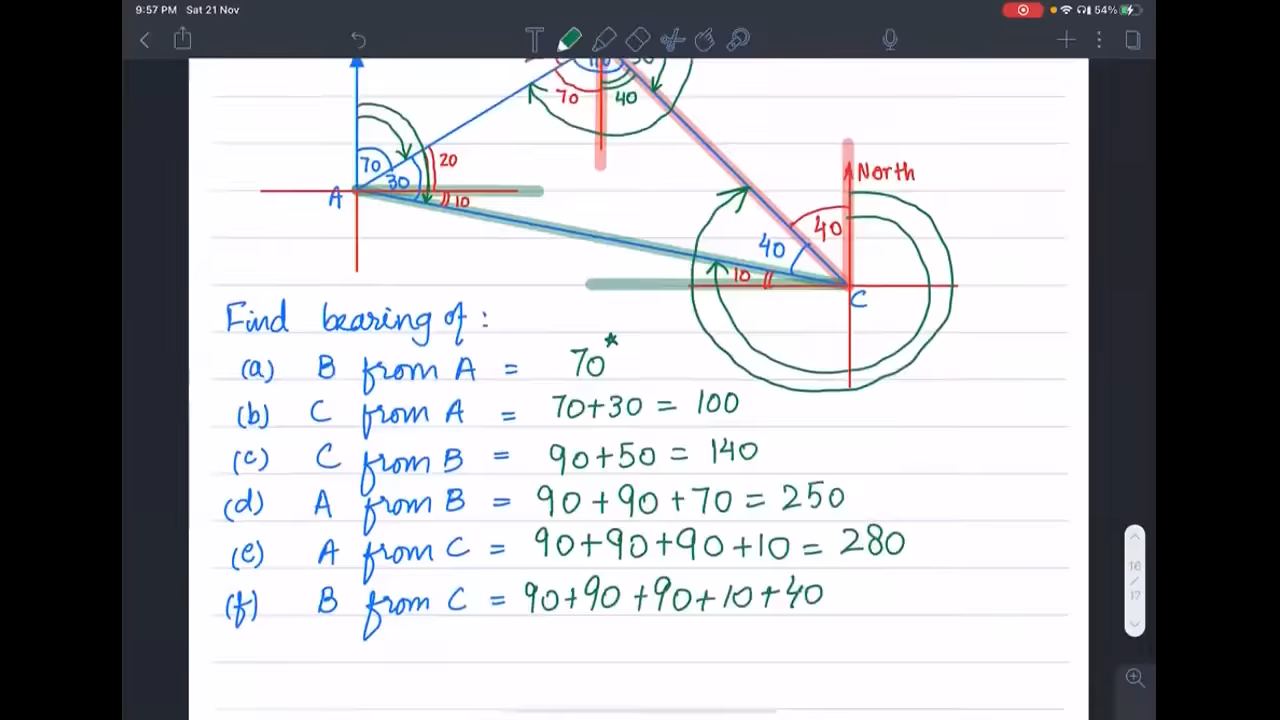 9:57 PM Sat 21 Nov
54%
70
40
20
70
30
A
10
North
40
40
10
C
Find bearing of :
(a) B from A = 70*
(b) C from A = 70+30 = 100
(c) C from B = 90+50 = 140
(d) A from B = 90+90+70 = 250
(e) A from C = 90+90+90+10 = 280
(f) B from C = 90+90+90+10+40
16
/
17